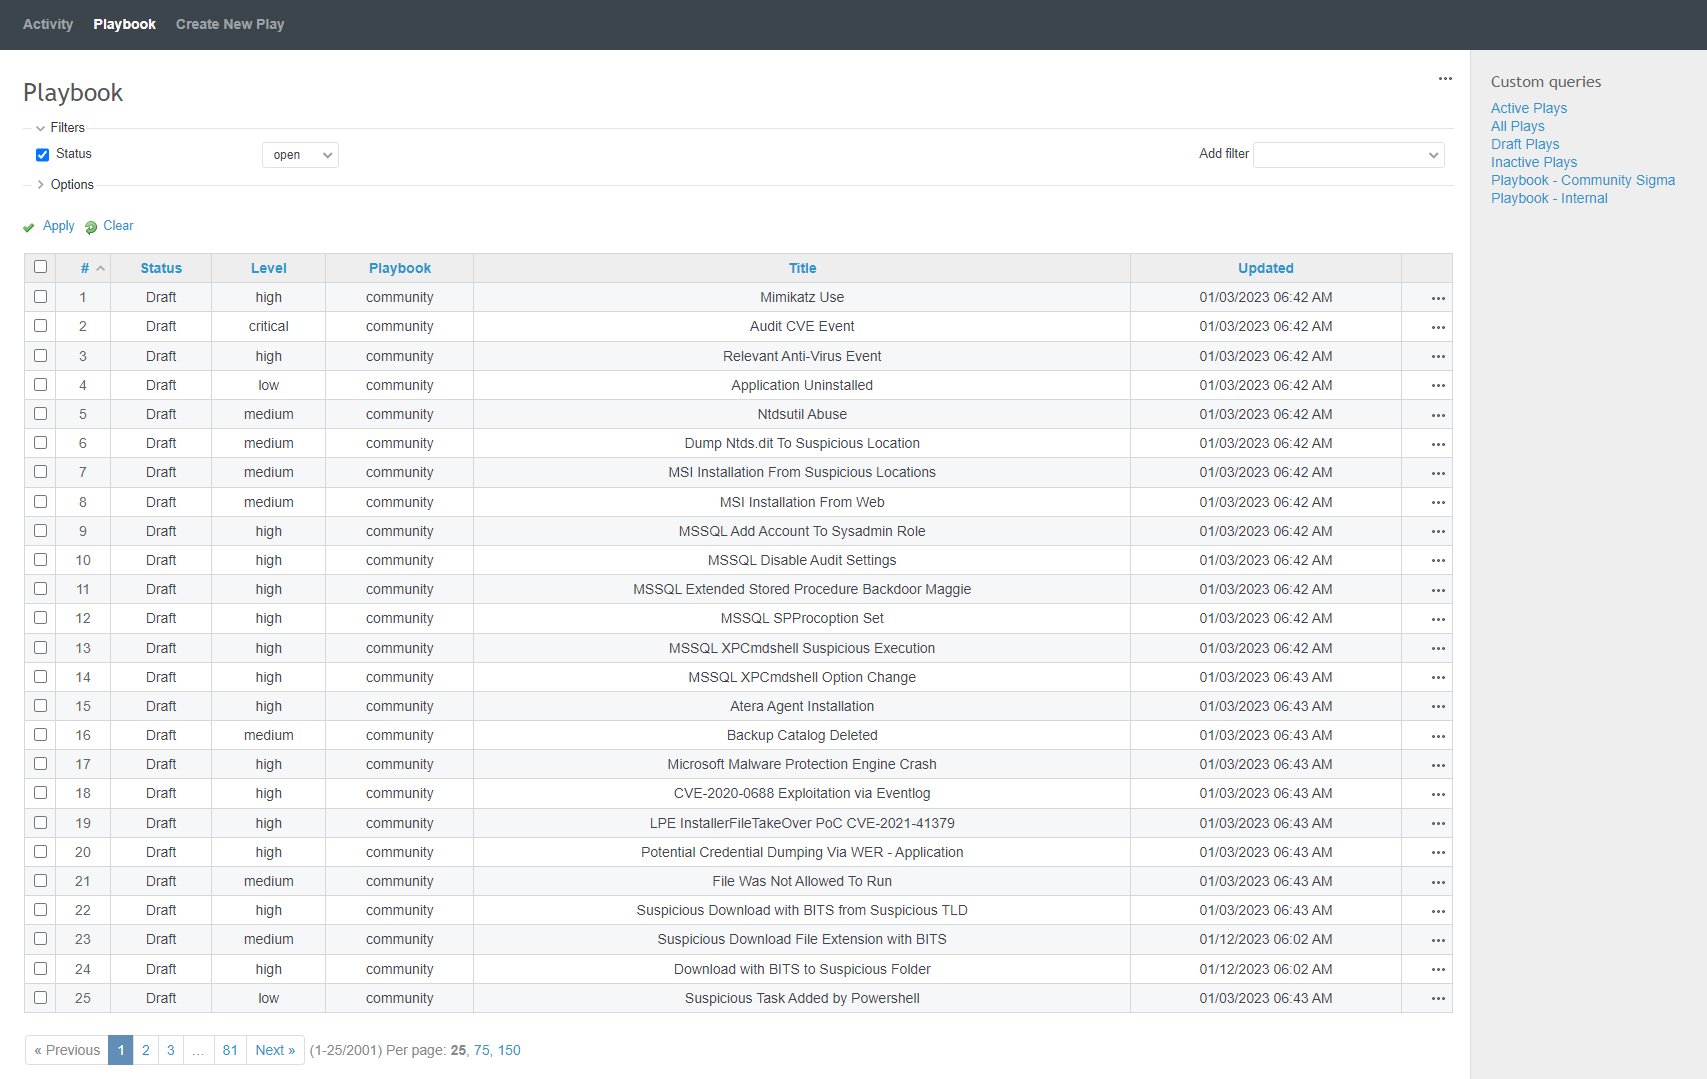 Activity Playbook Create New Play
Playbook
Filters
Status open Add filter
Options
Apply Clear
# Status Level Playbook Title Updated
1 Draft high community Mimikatz Use 01/03/2023 06:42 AM
2 Draft critical community Audit CVE Event 01/03/2023 06:42 AM
3 Draft high community Relevant Anti-Virus Event 01/03/2023 06:42 AM
4 Draft low community Application Uninstalled 01/03/2023 06:42 AM
5 Draft medium community Ntdsutil Abuse 01/03/2023 06:42 AM
6 Draft medium community Dump Ntds.dit To Suspicious Location 01/03/2023 06:42 AM
7 Draft medium community MSI Installation From Suspicious Locations 01/03/2023 06:42 AM
8 Draft medium community MSI Installation From Web 01/03/2023 06:42 AM
9 Draft high community MSSQL Add Account To Sysadmin Role 01/03/2023 06:42 AM
10 Draft high community MSSQL Disable Audit Settings 01/03/2023 06:42 AM
11 Draft high community MSSQL Extended Stored Procedure Backdoor Maggie 01/03/2023 06:42 AM
12 Draft high community MSSQL SPProcoption Set 01/03/2023 06:42 AM
13 Draft high community MSSQL XPCmdshell Suspicious Execution 01/03/2023 06:42 AM
14 Draft high community MSSQL XPCmdshell Option Change 01/03/2023 06:43 AM
15 Draft high community Atera Agent Installation 01/03/2023 06:43 AM
16 Draft medium community Backup Catalog Deleted 01/03/2023 06:43 AM
17 Draft high community Microsoft Malware Protection Engine Crash 01/03/2023 06:43 AM
18 Draft high community CVE-2020-0688 Exploitation via Eventlog 01/03/2023 06:43 AM
19 Draft high community LPE InstallerFileTakeOver PoC CVE-2021-41379 01/03/2023 06:43 AM
20 Draft high community Potential Credential Dumping Via WER - Application 01/03/2023 06:43 AM
21 Draft medium community File Was Not Allowed To Run 01/03/2023 06:43 AM
22 Draft high community Suspicious Download with BITS from Suspicious TLD 01/03/2023 06:43 AM
23 Draft medium community Suspicious Download File Extension with BITS 01/12/2023 06:02 AM
24 Draft high community Download with BITS to Suspicious Folder 01/12/2023 06:02 AM
25 Draft low community Suspicious Task Added by Powershell 01/03/2023 06:43 AM
« Previous 1 2 3 … 81 Next » (1-25/2001) Per page: 25, 75, 150
Custom queries
Active Plays
All Plays
Draft Plays
Inactive Plays
Playbook - Community Sigma
Playbook - Internal